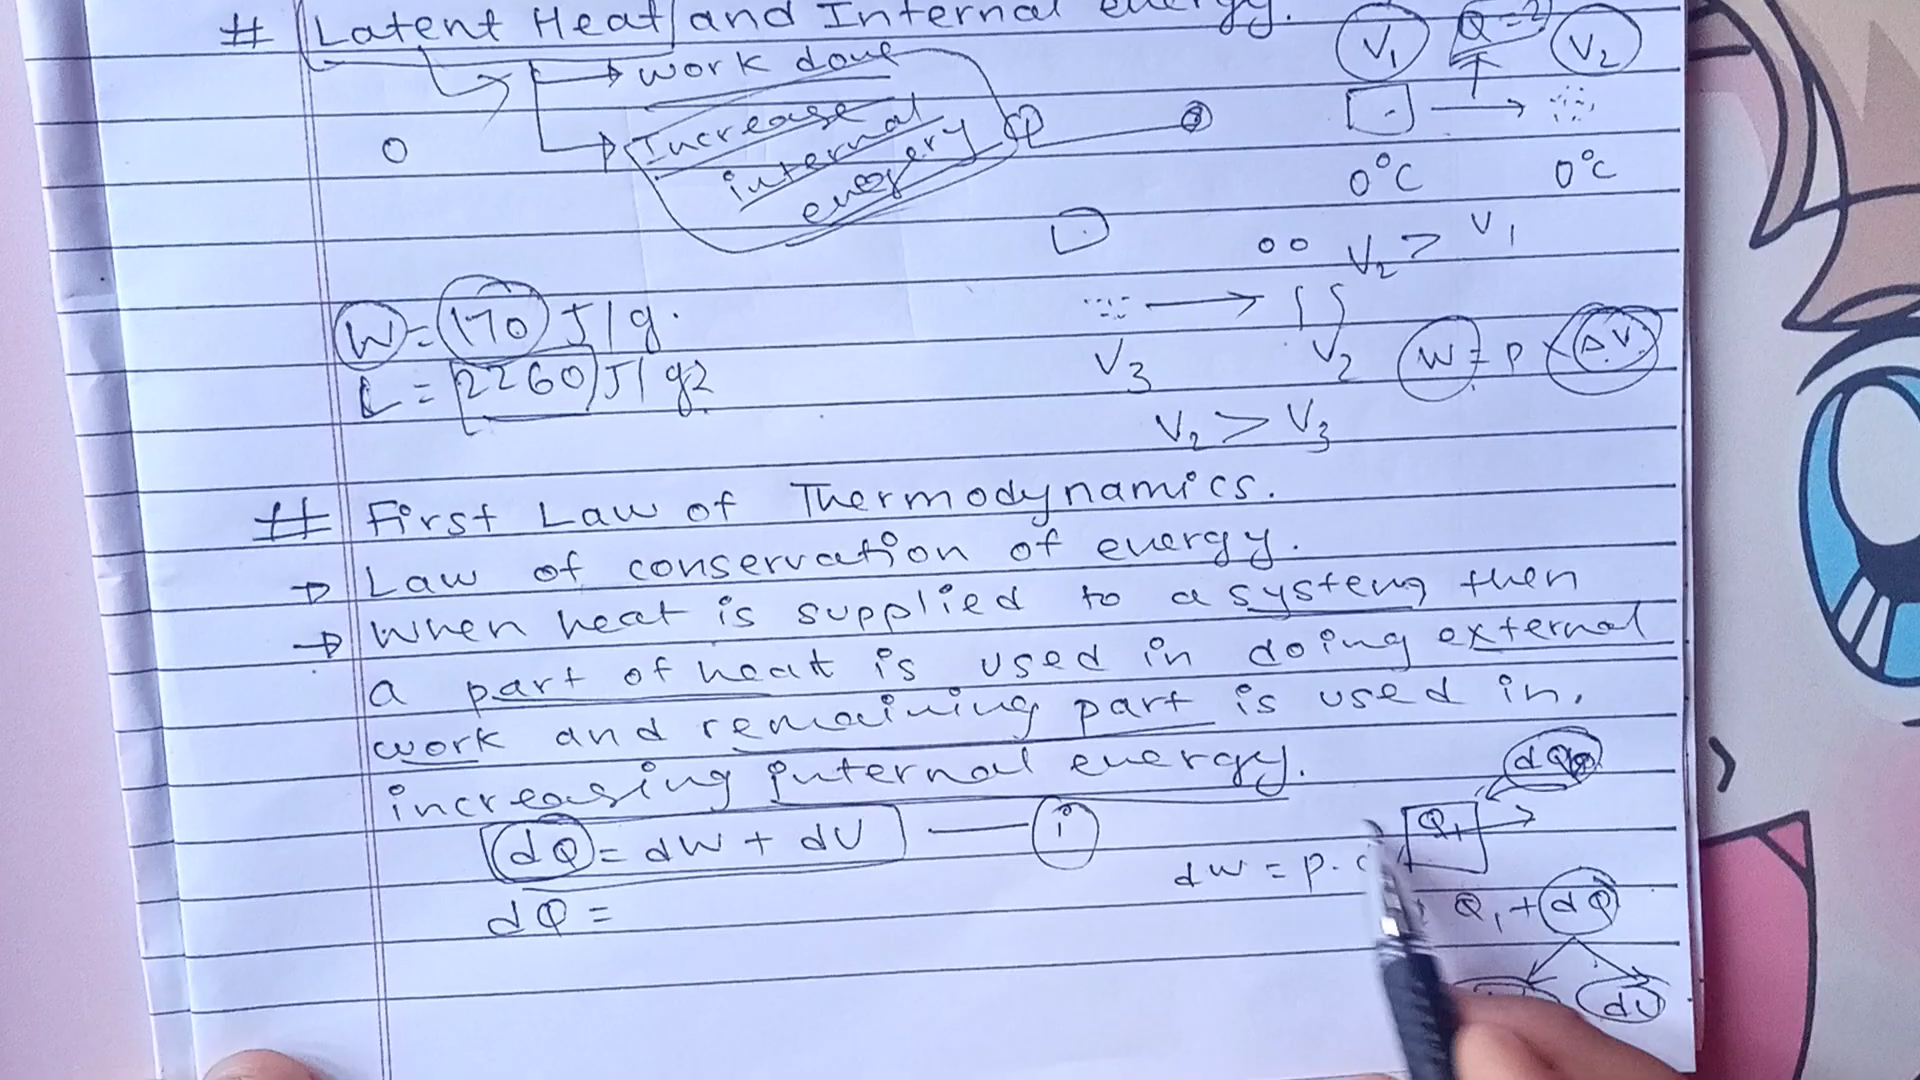 # Latent Heat and Internal energy.
V₁ Q = ? V₂
→ work done
→ Increase internal energy
0°C 0°C
V₂ > V₁
W = 170 J/g.
L = 2260 J/g
V₃ V₂ W = P × ΔV
V₂ > V₃
# First Law of Thermodynamics.
→ Law of conservation of energy.
→ When heat is supplied to a system then
a part of heat is used in doing external
work and remaining part is used in.
increasing internal energy.
dQ
dQ = dW + dU — i
Q₁
dW = P.
Q₁ + dQ
dQ =
dU